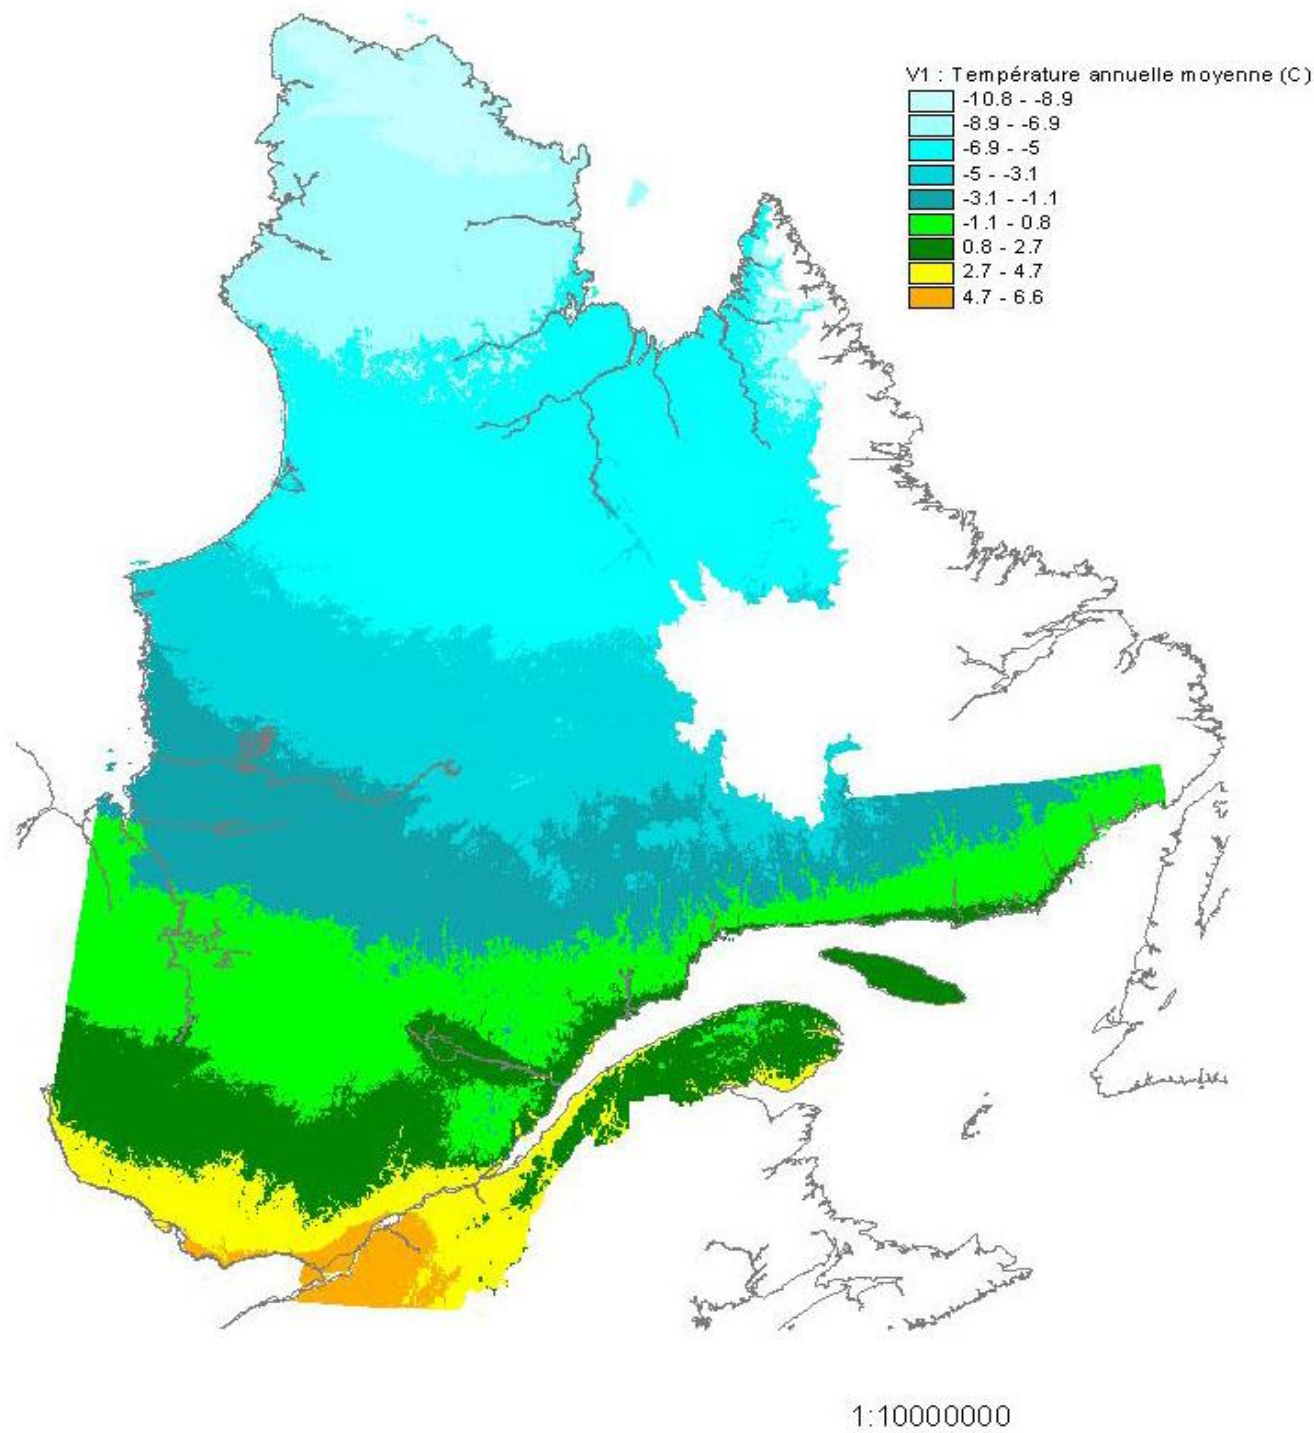 V1 : Température annuelle moyenne (C)
-10.8 - -8.9
-8.9 - -6.9
-6.9 - -5
-5 - -3.1
-3.1 - -1.1
-1.1 - 0.8
0.8 - 2.7
2.7 - 4.7
4.7 - 6.6
1:10000000